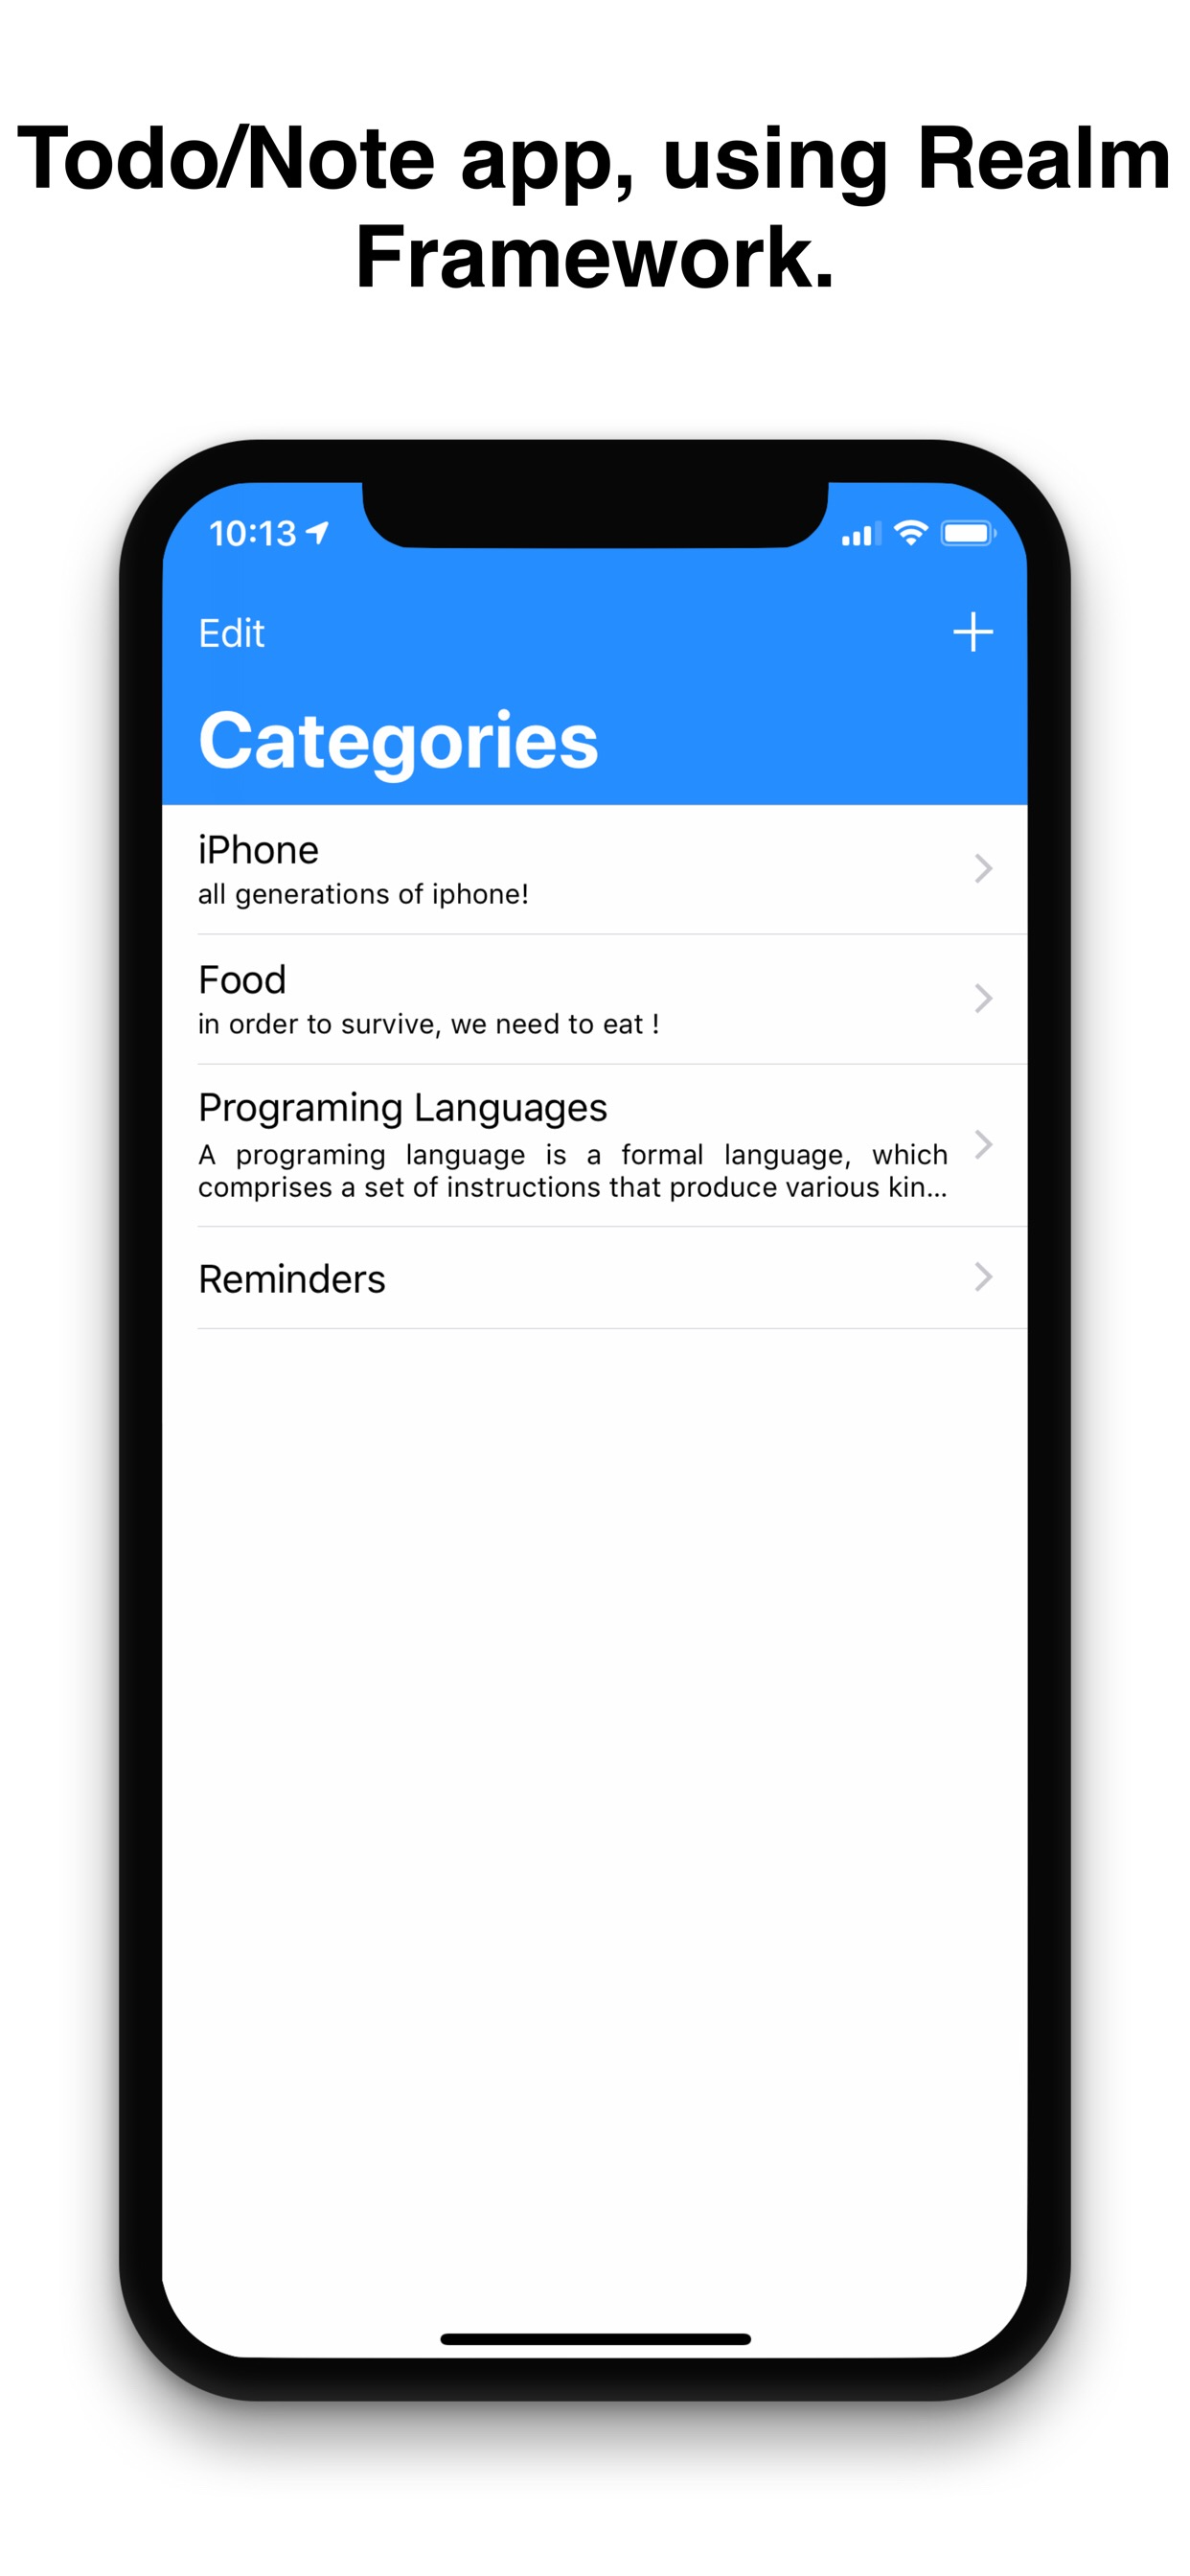 Todo/Note app, using Realm
Framework.
10:13
Edit
Categories
iPhone
all generations of iphone!
Food
in order to survive, we need to eat !
Programing Languages
A programing language is a formal language, which
comprises a set of instructions that produce various kin...
Reminders